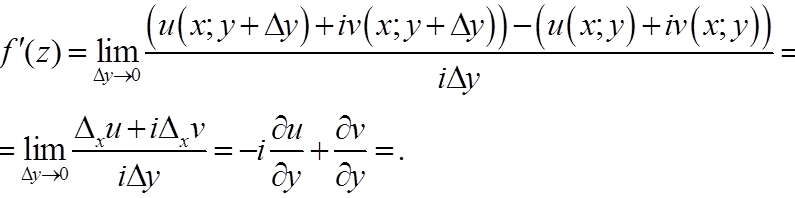 f′(z) = lim_{Δy→0} ((u(x; y + Δy) + iv(x; y + Δy)) − (u(x; y) + iv(x; y))) / (iΔy) =
= lim_{Δy→0} (Δ_x u + iΔ_x v) / (iΔy) = −i ∂u/∂y + ∂v/∂y = .